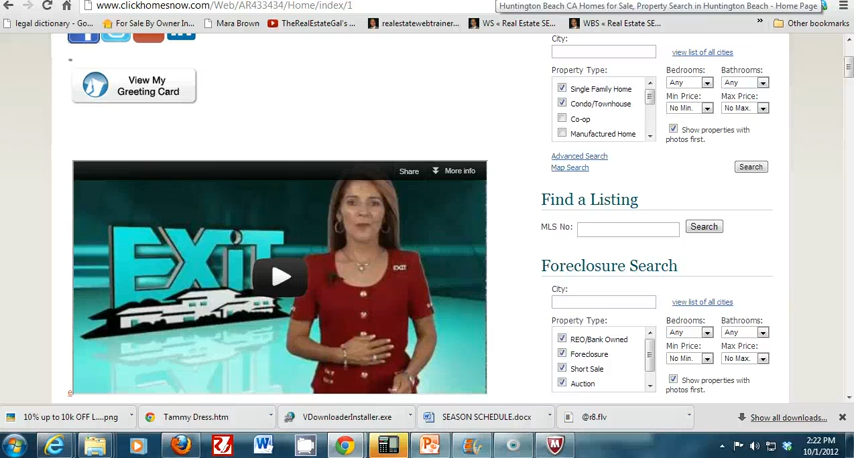 www.clickhomesnow.com/Web/AR433434/Home/index/1
Huntington Beach CA Homes for Sale, Property Search in Huntington Beach - Home Page
legal dictionary - Go...
For Sale By Owner In...
Mara Brown
TheRealEstateGal's ...
realestatewebtrainer...
WS « Real Estate SE...
WBS « Real Estate SE...
»
Other bookmarks
View My
Greeting Card
Share
More info
EXiT
EXIT
City:
view list of all cities
Property Type:
Bedrooms:
Bathrooms:
Single Family Home
Condo/Townhouse
Co-op
Manufactured Home
Any
Any
Min Price:
Max Price:
No Min.
No Max.
Show properties with
photos first.
Advanced Search
Map Search
Search
Find a Listing
MLS No:
Search
Foreclosure Search
City:
view list of all cities
Property Type:
Bedrooms:
Bathrooms:
REO/Bank Owned
Foreclosure
Short Sale
Auction
Any
Any
Min Price:
Max Price:
No Min.
No Max.
Show properties with
photos first.
10% up to 10k OFF L....png
Tammy Dress.htm
VDownloaderInstaller.exe
SEASON SCHEDULE.docx
@r8.flv
Show all downloads...
2:22 PM
10/1/2012